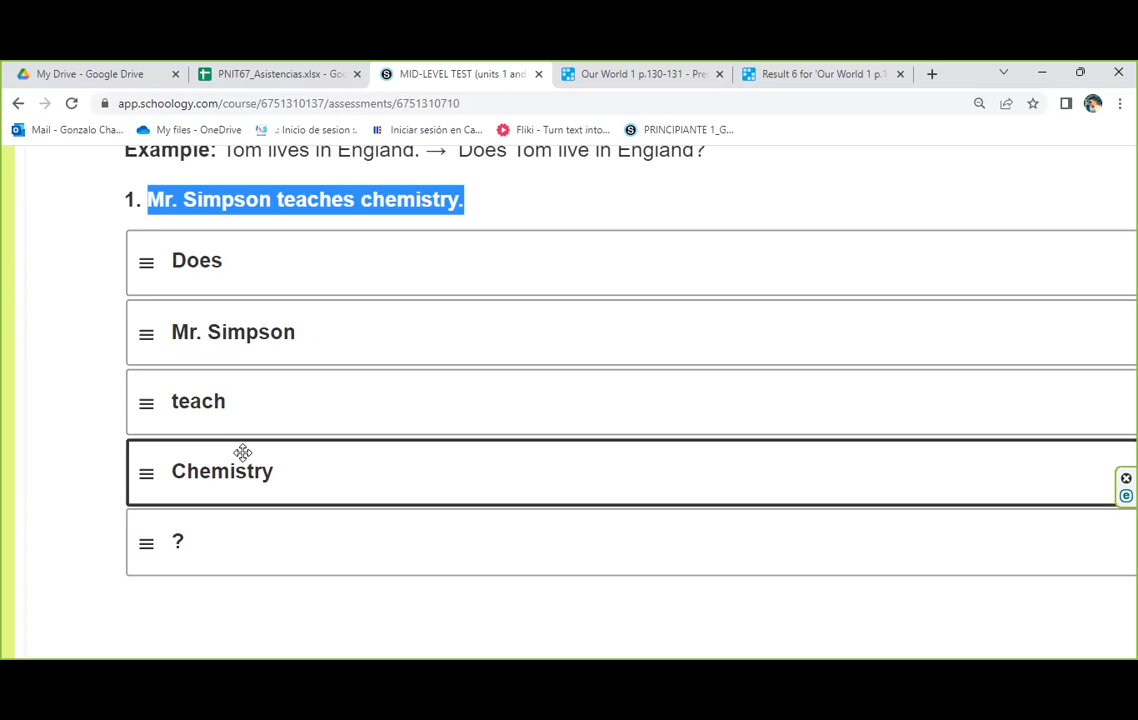 My Drive - Google Drive
PNIT67_Asistencias.xlsx - Goo
MID-LEVEL TEST (units 1 and
Our World 1 p.130-131 - Pre
Result 6 for 'Our World 1 p.1
app.schoology.com/course/6751310137/assessments/6751310710
Mail - Gonzalo Cha...
My files - OneDrive
.: Inicio de sesion :.
Iniciar sesión en Ca...
Fliki - Turn text into...
PRINCIPIANTE 1_G...
Example: Tom lives in England. → Does Tom live in England?
1. Mr. Simpson teaches chemistry.
Does
Mr. Simpson
teach
Chemistry
?